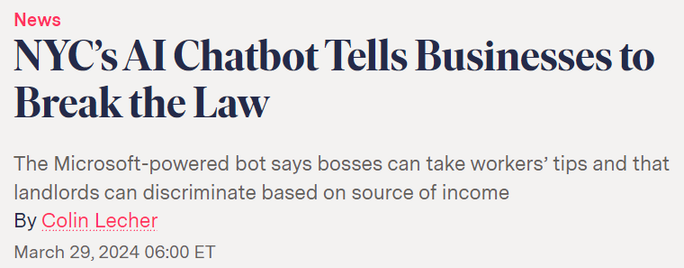 News
NYC’s AI Chatbot Tells Businesses to
Break the Law
The Microsoft-powered bot says bosses can take workers’ tips and that
landlords can discriminate based on source of income
By Colin Lecher
March 29, 2024 06:00 ET